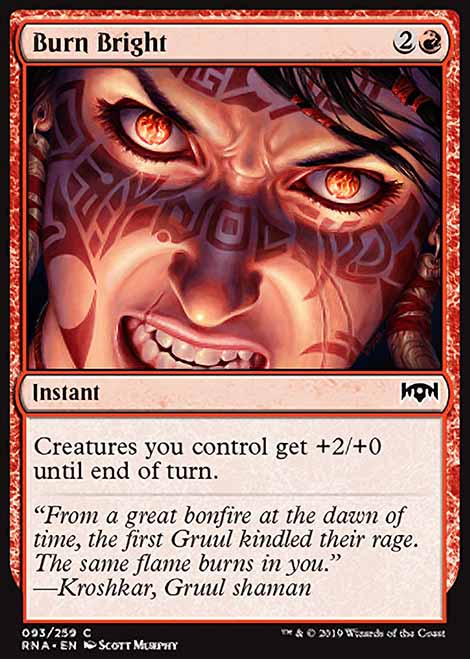 Burn Bright 2
Instant
Creatures you control get +2/+0
until end of turn.
“From a great bonfire at the dawn of
time, the first Gruul kindled their rage.
The same flame burns in you.”
—Kroshkar, Gruul shaman
093/259 C
RNA • EN Scott Murphy
™ & © 2019 Wizards of the Coast